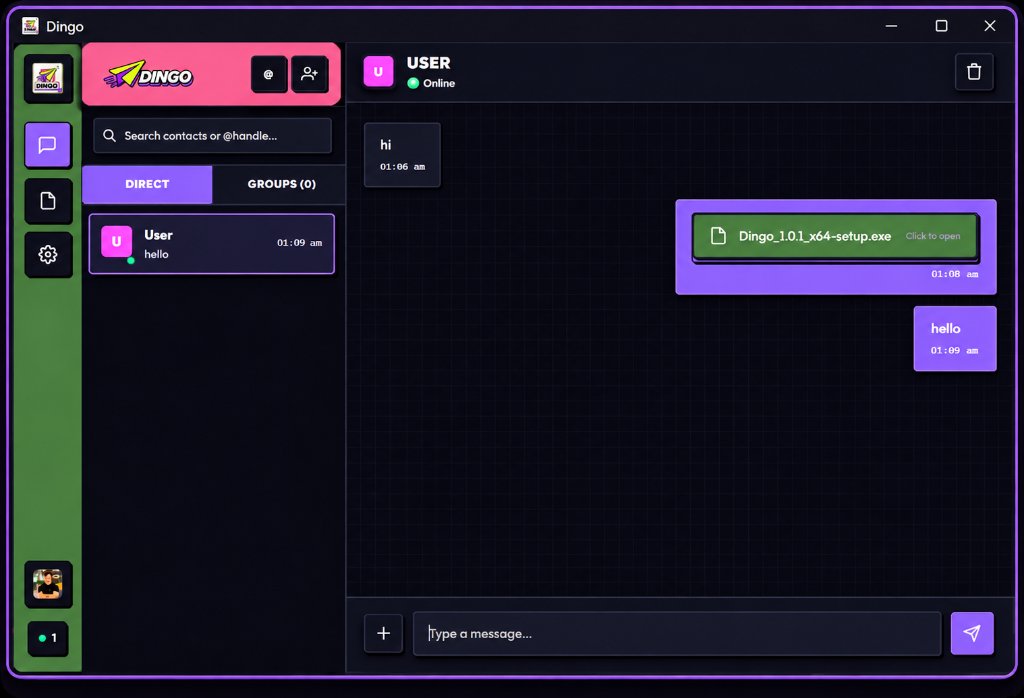 Dingo
DINGO
DINGO
@
Search contacts or @handle...
DIRECT
GROUPS (0)
U
User
hello
01:09 am
1
U
USER
Online
hi
01:06 am
Dingo_1.0.1_x64-setup.exe
Click to open
01:08 am
hello
01:09 am
+
Type a message...